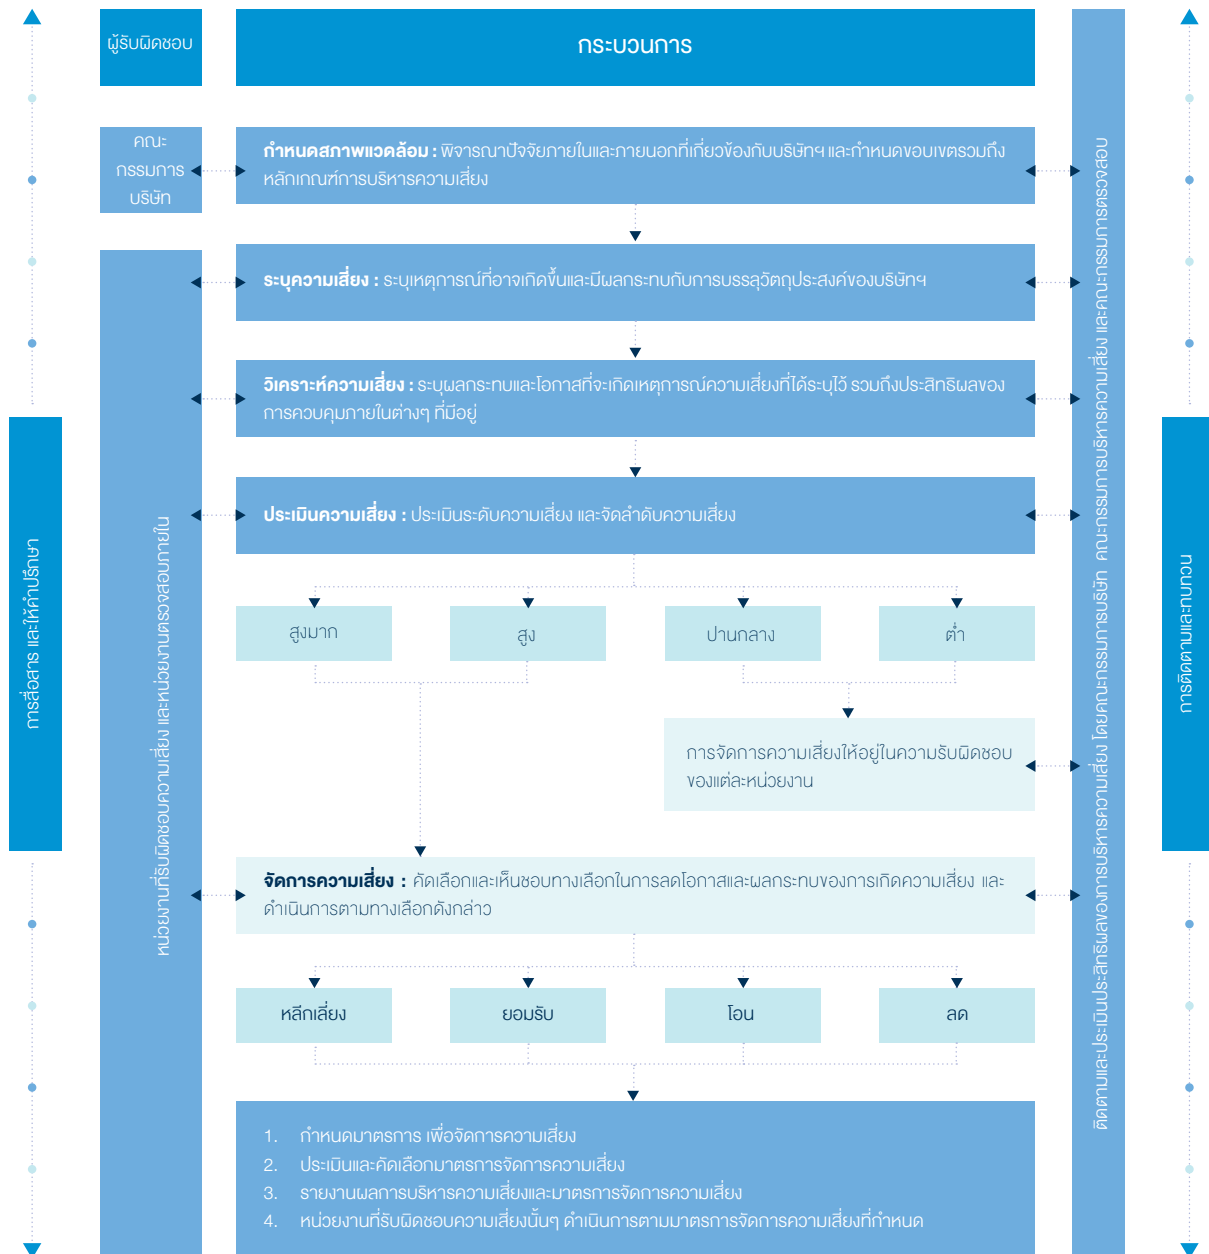 ผู้รับผิดชอบ
กระบวนการ
คณะ
กรรมการ
บริษัท
กำหนดสภาพแวดล้อม : พิจารณาปัจจัยภายในและภายนอกที่เกี่ยวข้องกับบริษัทฯ และกำหนดขอบเขตรวมถึง
หลักเกณฑ์การบริหารความเสี่ยง
ระบุความเสี่ยง : ระบุเหตุการณ์ที่อาจเกิดขึ้นและมีผลกระทบกับการบรรลุวัตถุประสงค์ของบริษัทฯ
วิเคราะห์ความเสี่ยง : ระบุผลกระทบและโอกาสที่จะเกิดเหตุการณ์ความเสี่ยงที่ได้ระบุไว้ รวมถึงประสิทธิผลของ
การควบคุมภายในต่างๆ ที่มีอยู่
ประเมินความเสี่ยง : ประเมินระดับความเสี่ยง และจัดลำดับความเสี่ยง
สูงมาก
สูง
ปานกลาง
ต่ำ
การจัดการความเสี่ยงให้อยู่ในความรับผิดชอบ
ของแต่ละหน่วยงาน
จัดการความเสี่ยง : คัดเลือกและเห็นชอบทางเลือกในการลดโอกาสและผลกระทบของการเกิดความเสี่ยง และ
ดำเนินการตามทางเลือกดังกล่าว
หลีกเลี่ยง
ยอมรับ
โอน
ลด
1. กำหนดมาตรการ เพื่อจัดการความเสี่ยง
2. ประเมินและคัดเลือกมาตรการจัดการความเสี่ยง
3. รายงานผลการบริหารความเสี่ยงและมาตรการจัดการความเสี่ยง
4. หน่วยงานที่รับผิดชอบความเสี่ยงนั้นๆ ดำเนินการตามมาตรการจัดการความเสี่ยงที่กำหนด
การสื่อสาร และให้คำปรึกษา
หน่วยงานที่รับผิดชอบความเสี่ยง และหน่วยงานตรวจสอบภายใน
ติดตามและประเมินประสิทธิผลของการบริหารความเสี่ยง โดยคณะกรรมการบริษัท คณะกรรมการบริหารความเสี่ยง และคณะกรรมการตรวจสอบ
การติดตามและทบทวน